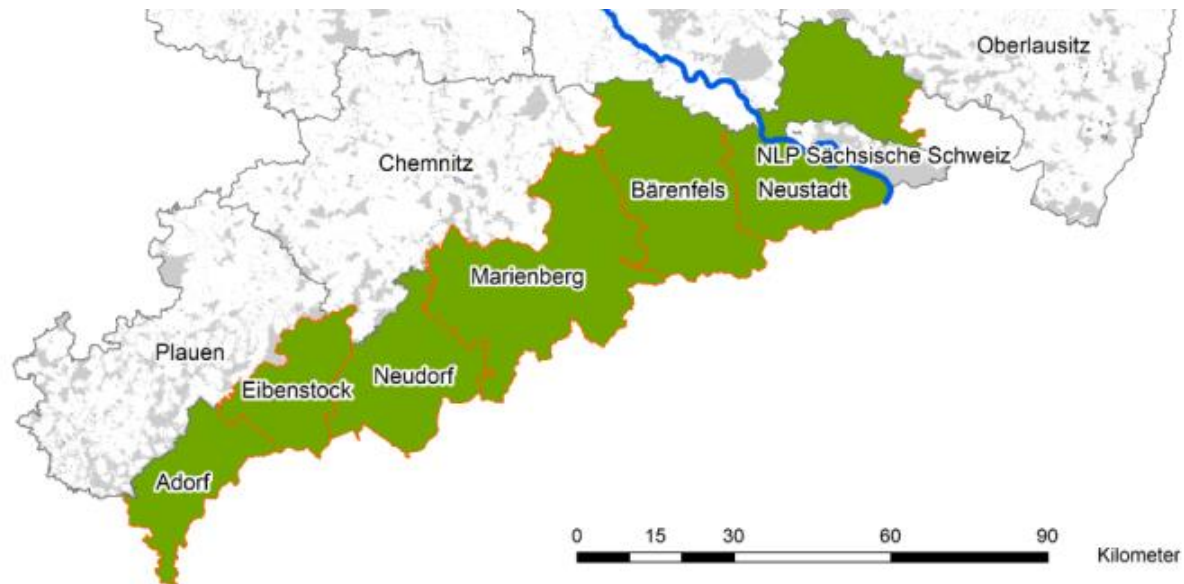 Oberlausitz
Chemnitz
NLP Sächsische Schweiz
Bärenfels
Neustadt
Marienberg
Plauen
Neudorf
Eibenstock
Adorf
0 15 30 60 90
Kilometer